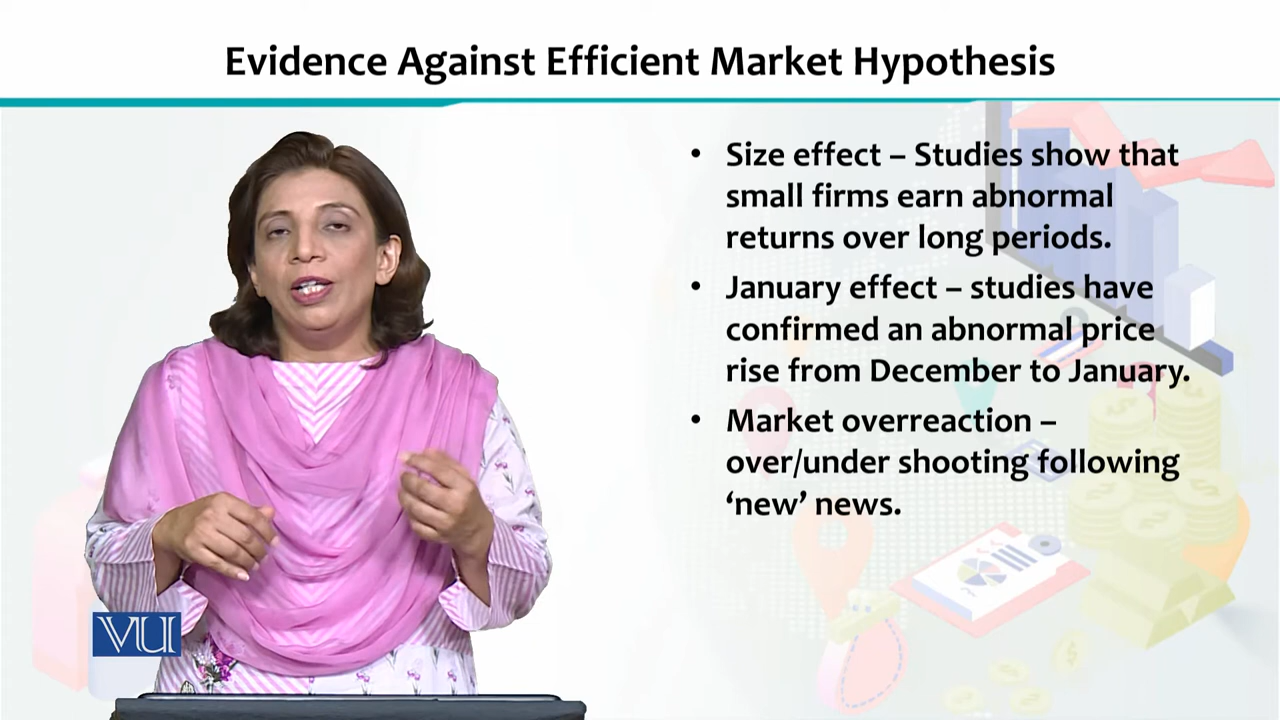 Evidence Against Efficient Market Hypothesis
• Size effect – Studies show that
small firms earn abnormal
returns over long periods.
• January effect – studies have
confirmed an abnormal price
rise from December to January.
• Market overreaction –
over/under shooting following
‘new’ news.
VU